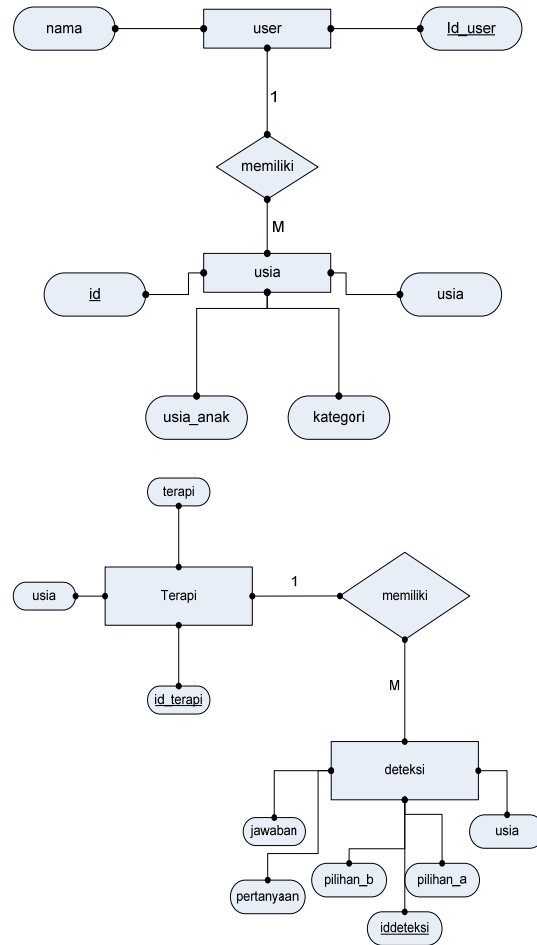 nama
user
Id_user
1
memiliki
M
usia
id
usia
usia_anak
kategori
terapi
usia
Terapi
1
memiliki
id_terapi
M
deteksi
jawaban
usia
pertanyaan
pilihan_b
pilihan_a
iddeteksi